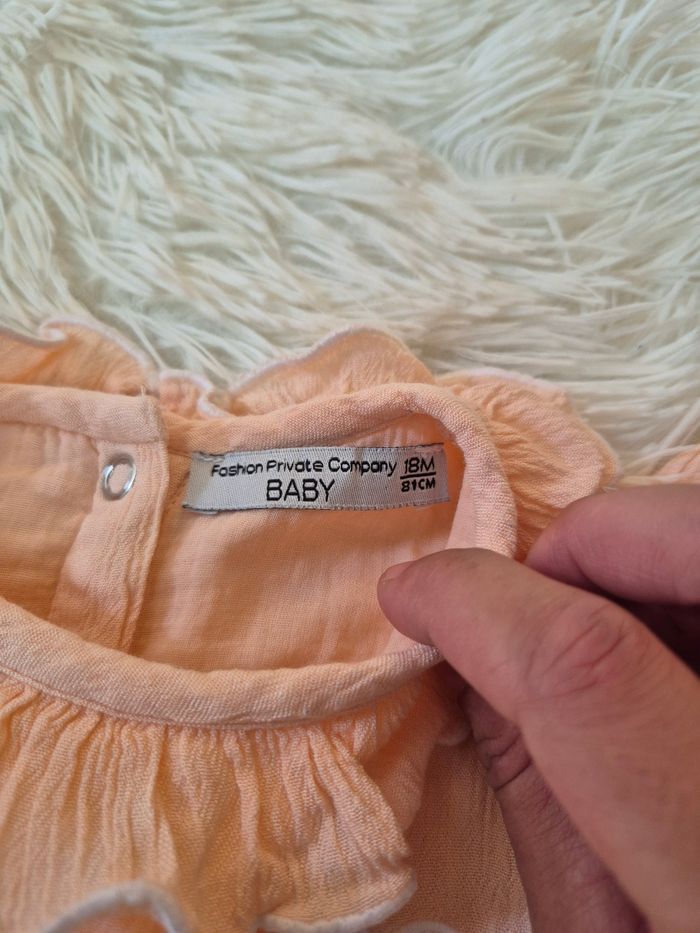 Fashion Private Company
BABY
18M
81CM